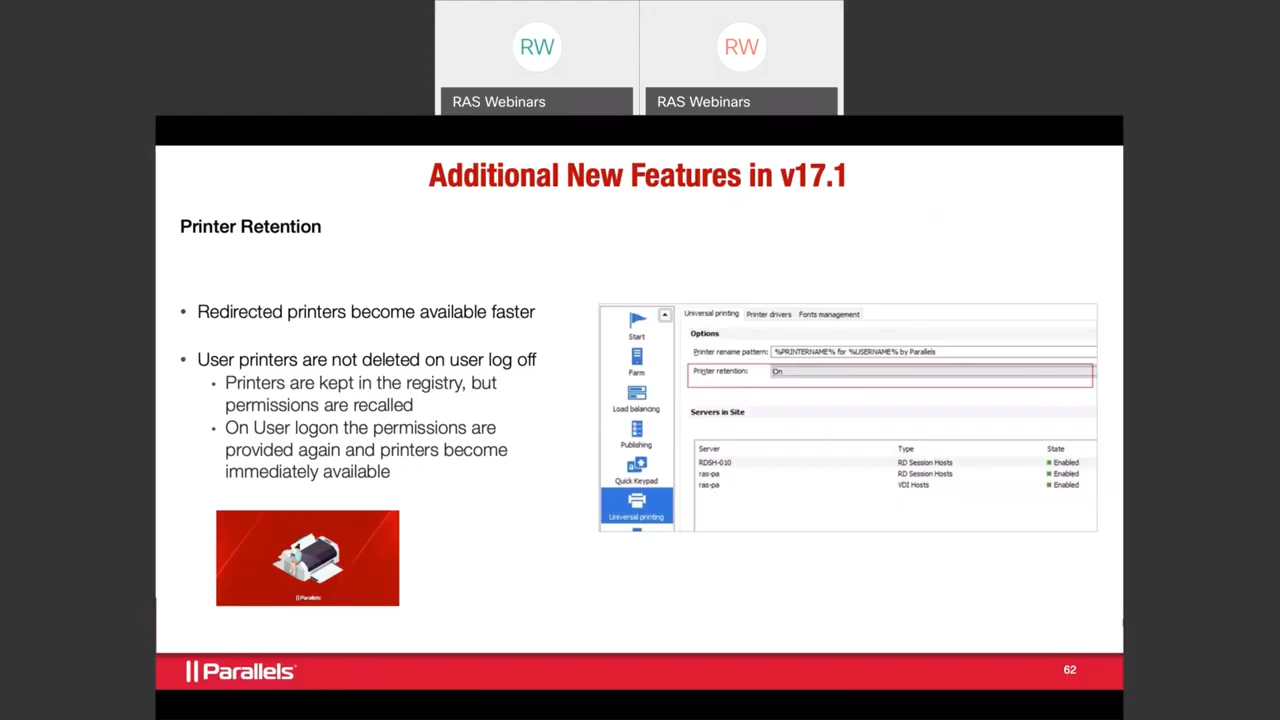 RW
RW
RAS Webinars
RAS Webinars
Additional New Features in v17.1
Printer Retention
• Redirected printers become available faster
• User printers are not deleted on user log off
• Printers are kept in the registry, but
permissions are recalled
• On User logon the permissions are
provided again and printers become
immediately available
||Parallels
Start
Farm
Load balancing
Publishing
Quick Keypad
Universal printing
Universal printing Printer drivers Fonts management
Options
Printer rename pattern: %PRINTERNAME% for %USERNAME% by Parallels
Printer retention: On
Servers in Site
Server Type State
RDSH-010 RD Session Hosts Enabled
ras-pa RD Session Hosts Enabled
ras-pa VDI Hosts Enabled
||Parallels
62